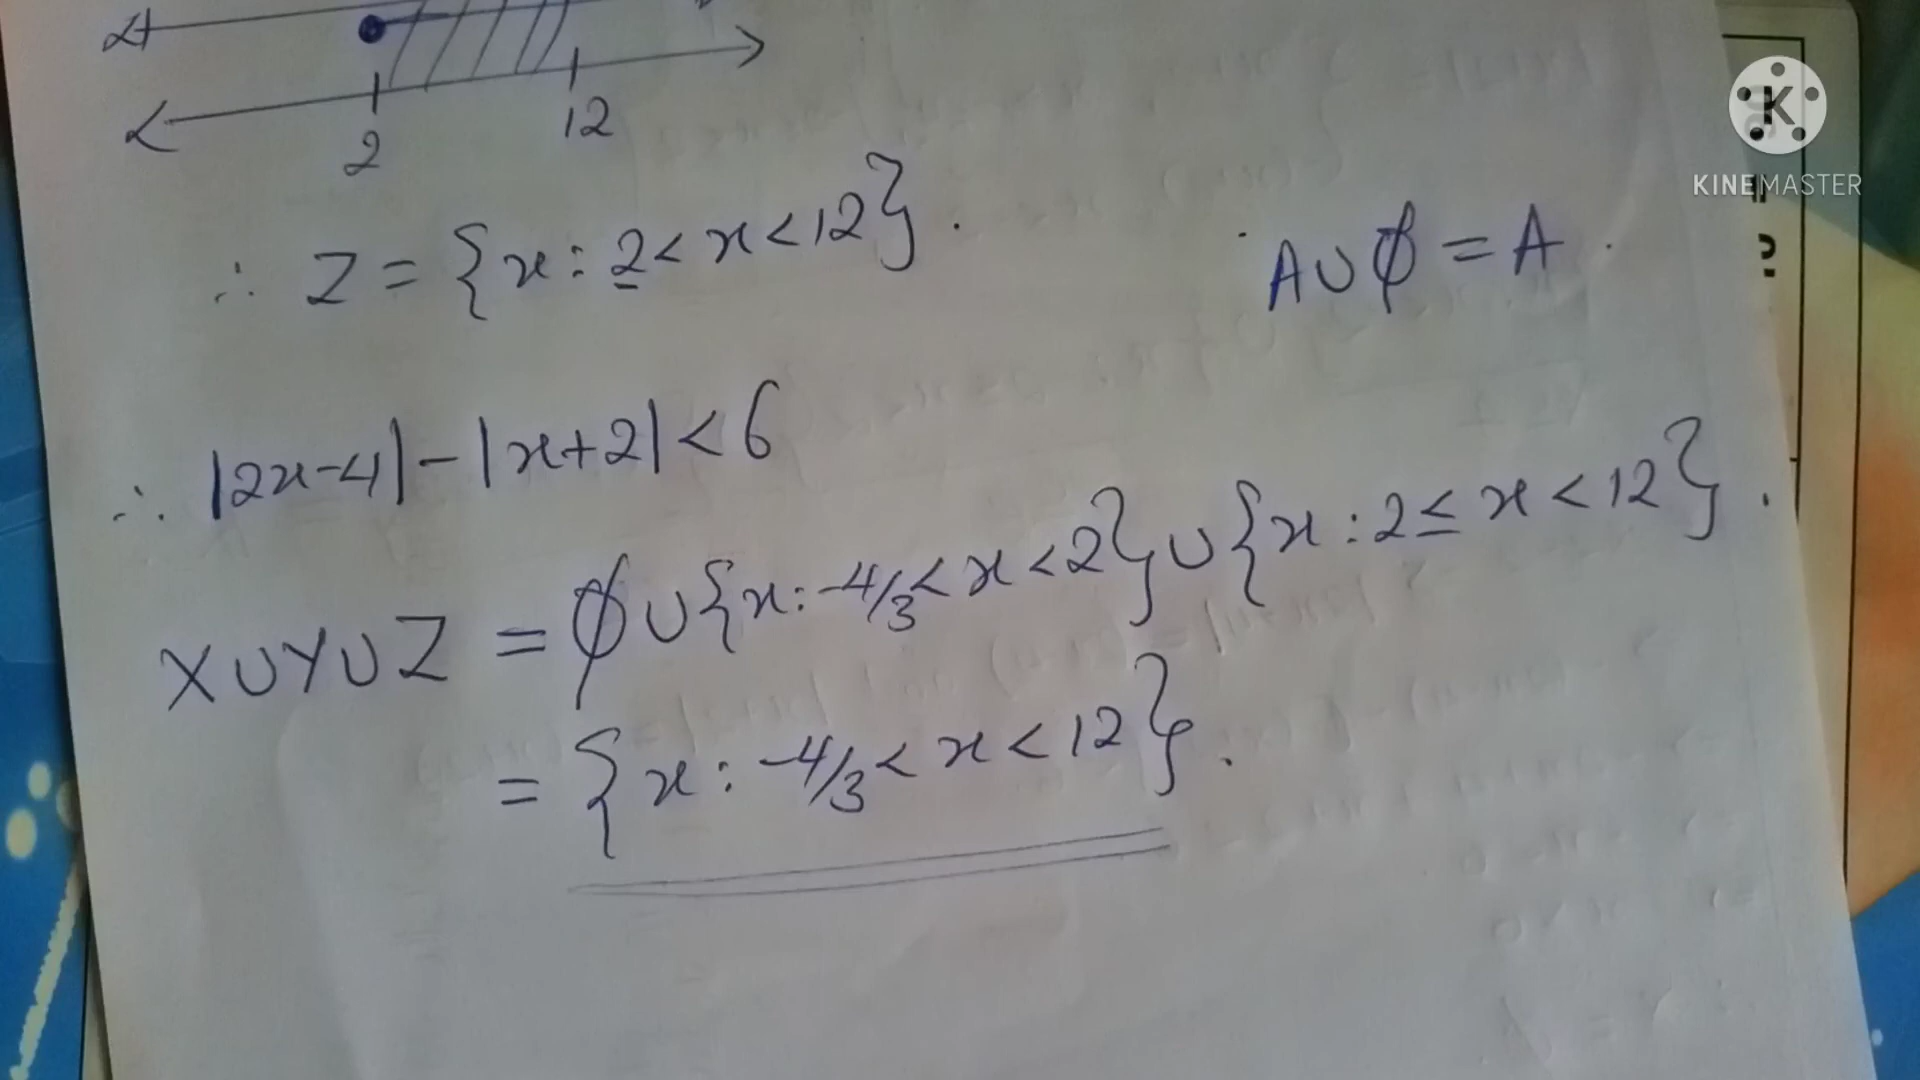 2 12
∴ Z = {x : 2 < x < 12}.
A∪∅ = A.
∴ |2x-4| - |x+2| < 6
X∪Y∪Z = ∅∪{x : -4/3 < x < 2}∪{x : 2 ≤ x < 12}.
= {x : -4/3 < x < 12}.
KINEMASTER